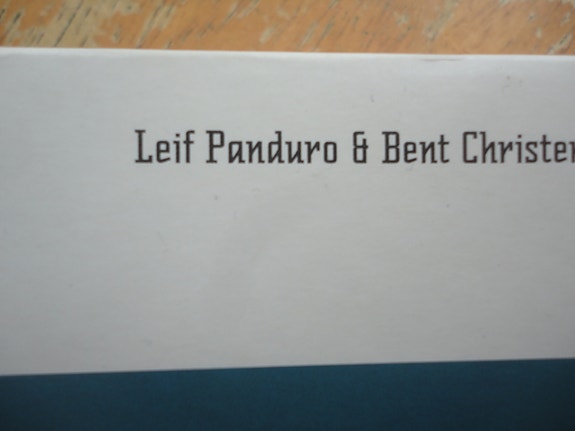 Leif Panduro & Bent Christen